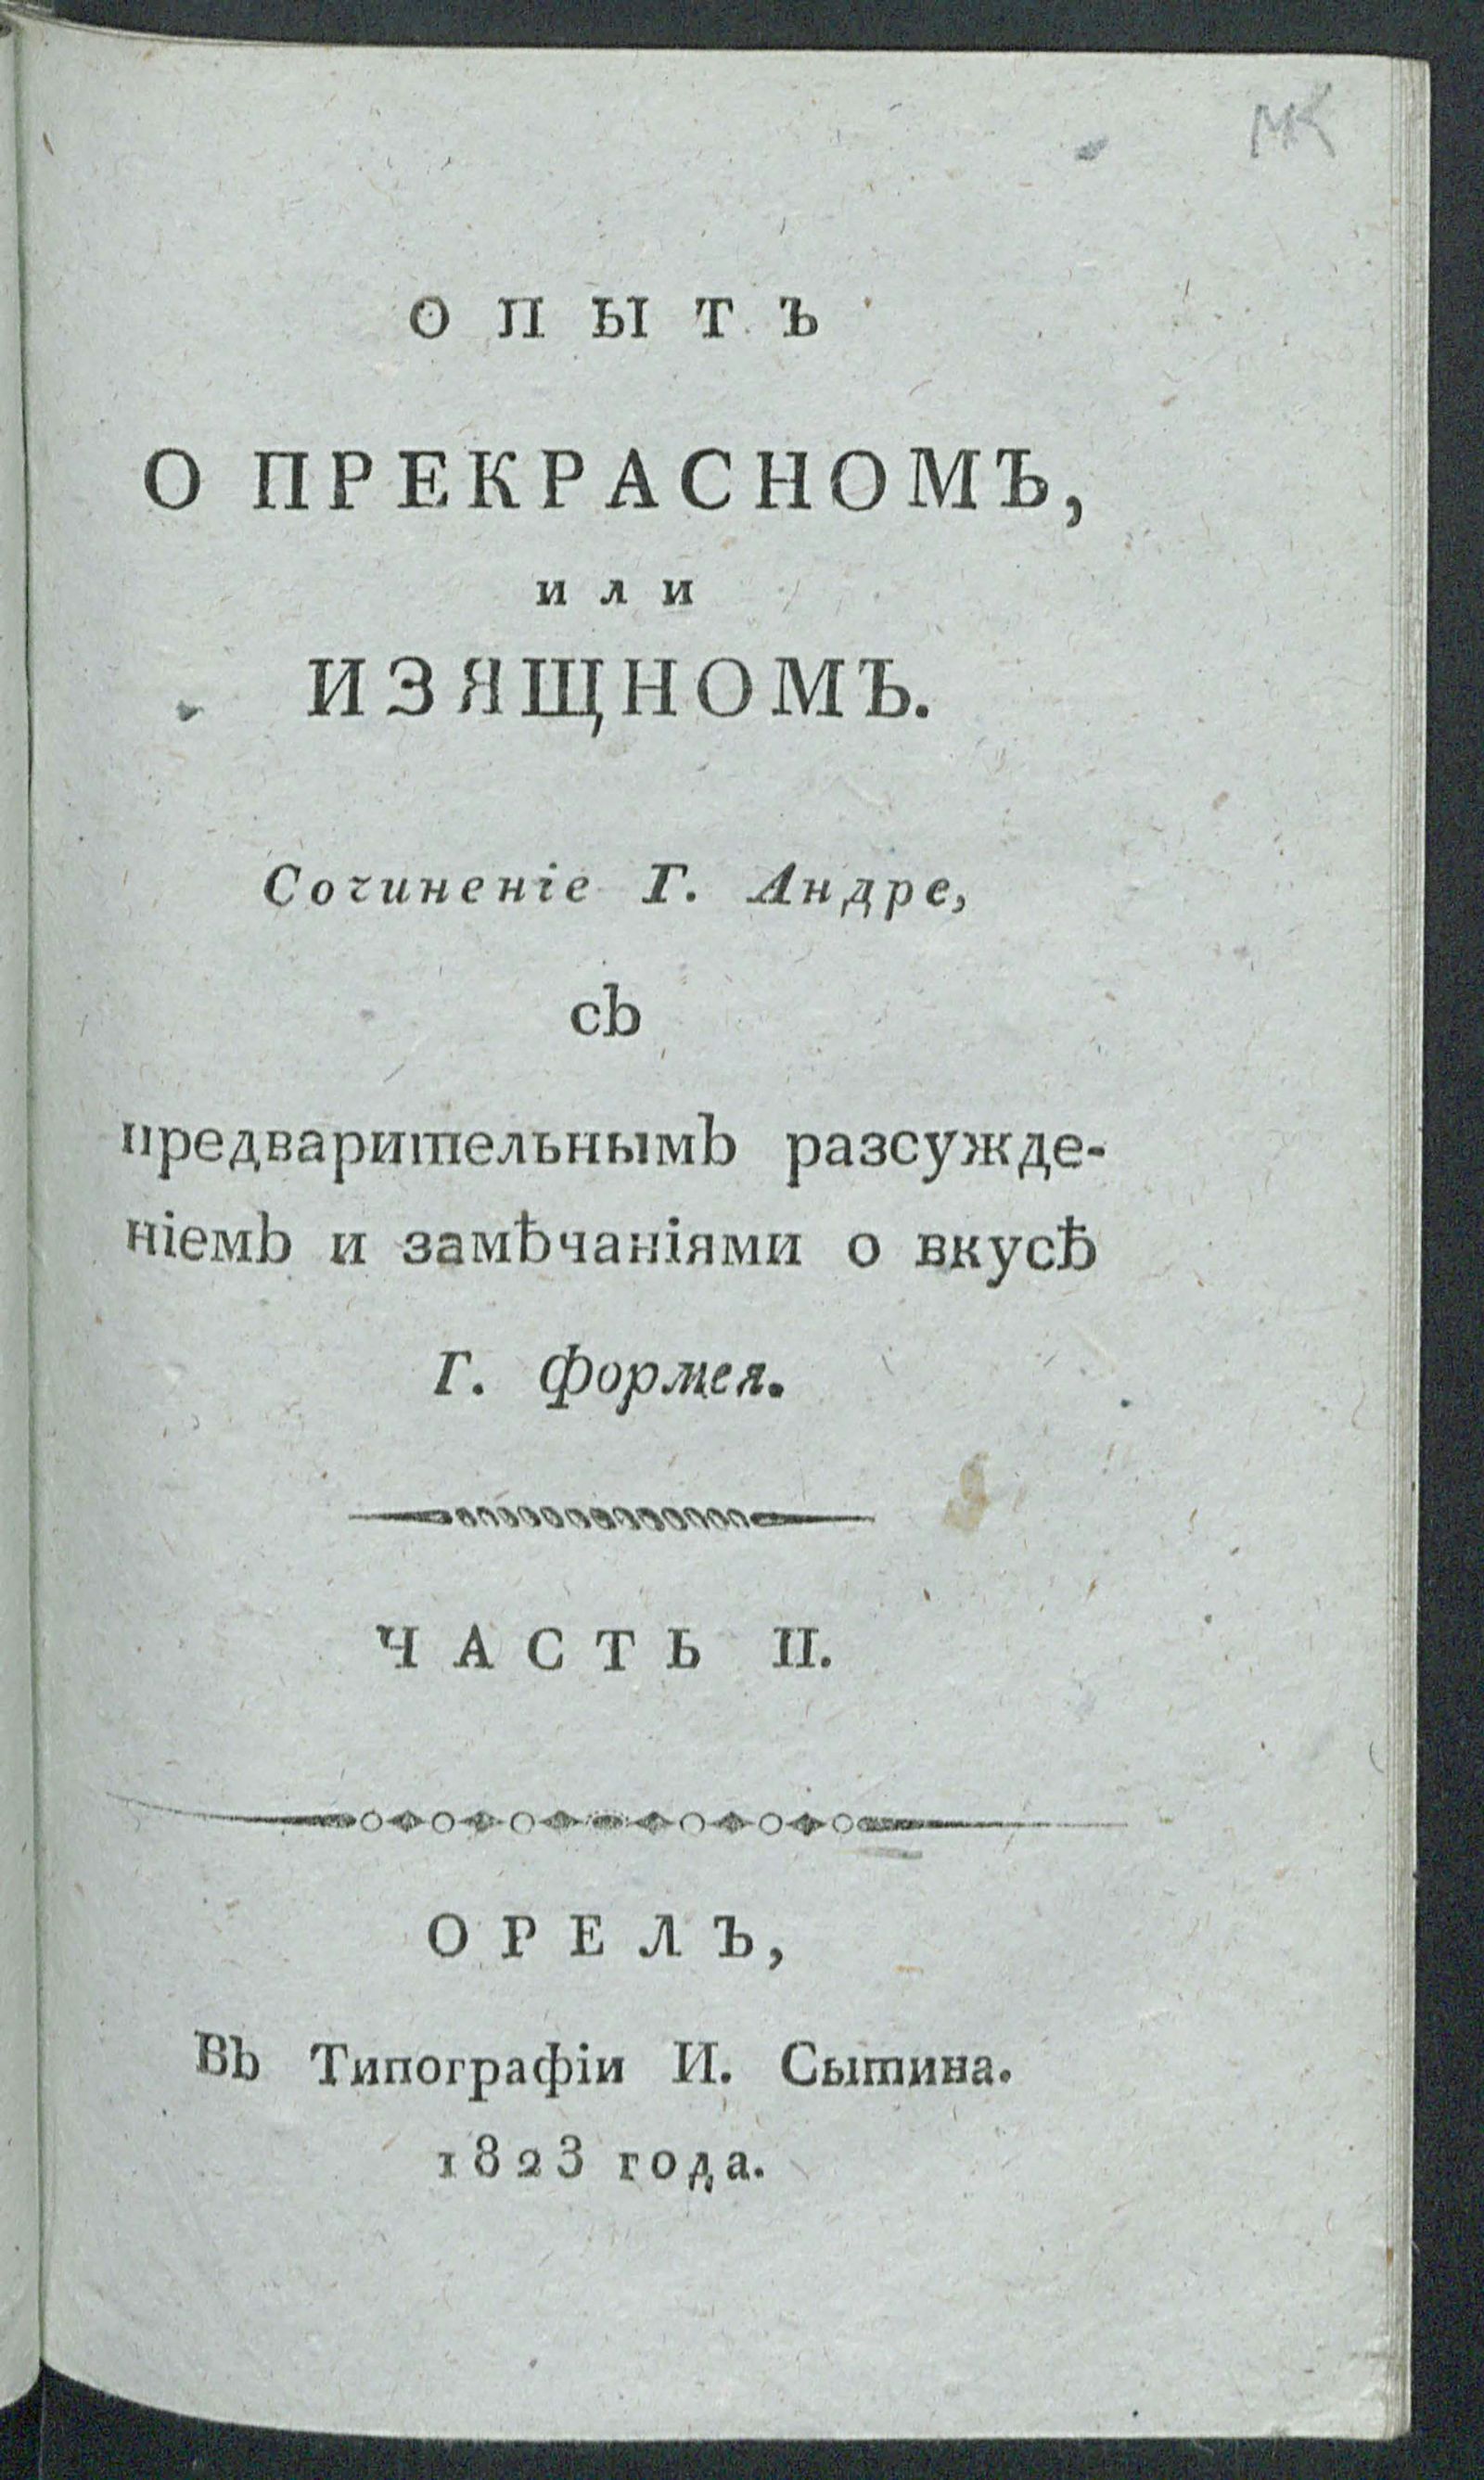 МК
ОПЫТЪ
О ПРЕКРАСНОМЪ,
или
ИЗЯЩНОМЪ.
Сочиненіе Г. Андре,
съ
предварительнымъ разсужде-
ніемъ и замѣчаніями о вкусѣ
Г. Формея.
ЧАСТЬ II.
ОРЕЛЪ,
Въ Типографіи И. Сытина.
1823 года.